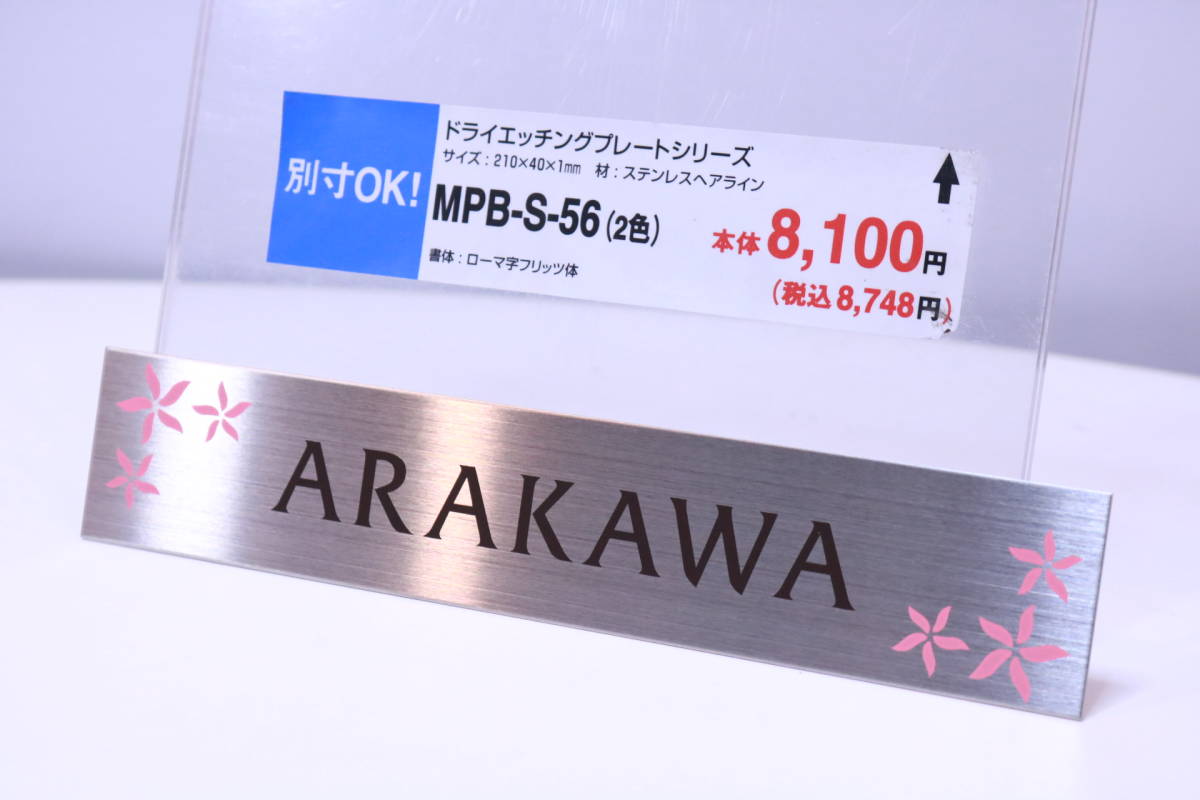 別寸OK!
ドライエッチングプレートシリーズ
サイズ:210×40×1mm 材:ステンレスヘアライン
MPB-S-56(2色)
本体8,100円
書体:ローマ字フリッツ体
(税込8,748円)
ARAKAWA